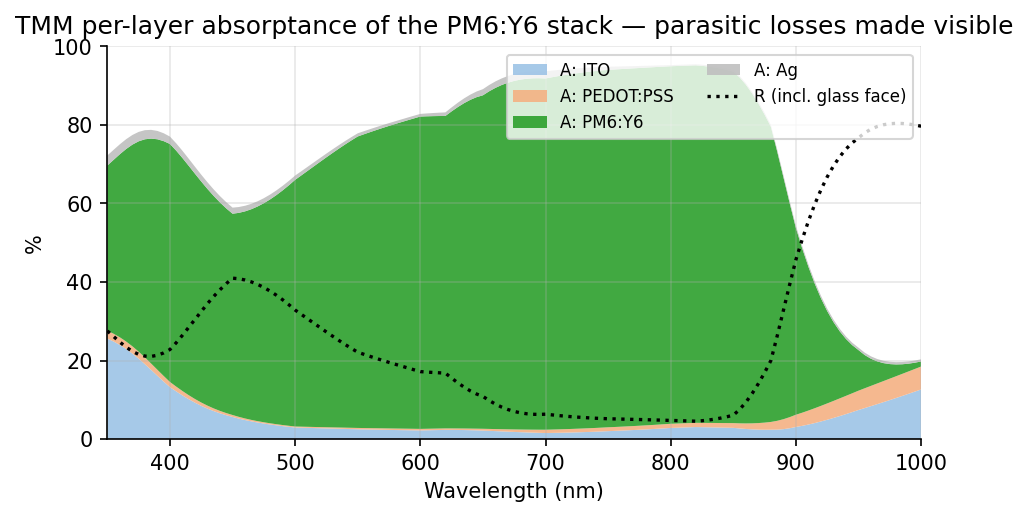 TMM per-layer absorptance of the PM6:Y6 stack — parasitic losses made visible
100
80
60
40
20
0
%
A: ITO
A: PEDOT:PSS
A: PM6:Y6
A: Ag
R (incl. glass face)
400 500 600 700 800 900 1000
Wavelength (nm)